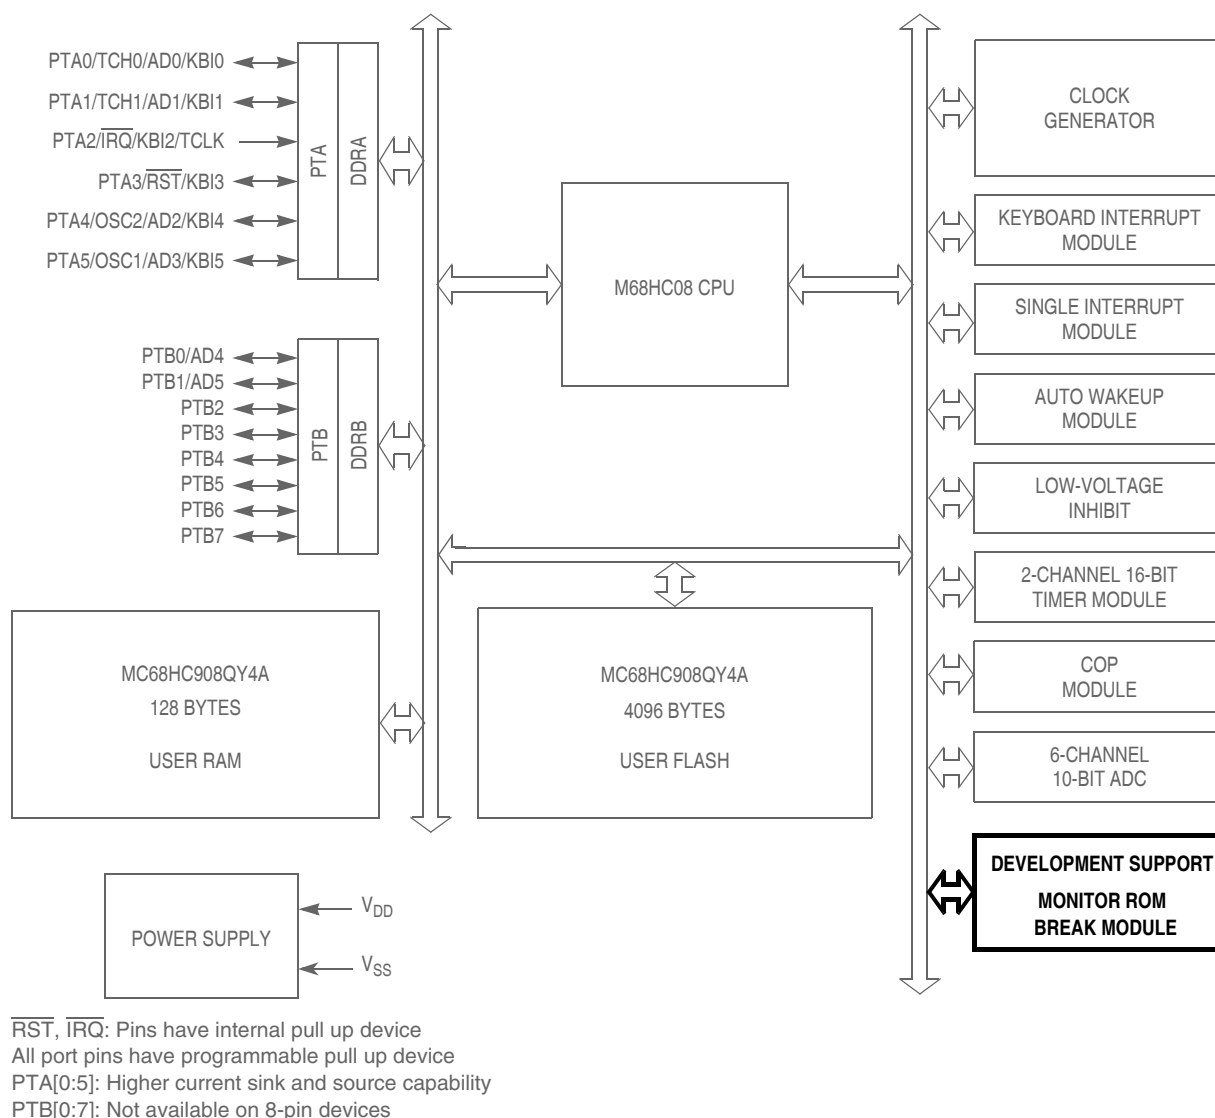 PTA0/TCH0/AD0/KBI0
PTA1/TCH1/AD1/KBI1
PTA2/IRQ/KBI2/TCLK
PTA3/RST/KBI3
PTA4/OSC2/AD2/KBI4
PTA5/OSC1/AD3/KBI5
PTA
DDRA
PTB0/AD4
PTB1/AD5
PTB2
PTB3
PTB4
PTB5
PTB6
PTB7
PTB
DDRB
M68HC08 CPU
CLOCK
GENERATOR
KEYBOARD INTERRUPT
MODULE
SINGLE INTERRUPT
MODULE
AUTO WAKEUP
MODULE
LOW-VOLTAGE
INHIBIT
2-CHANNEL 16-BIT
TIMER MODULE
COP
MODULE
6-CHANNEL
10-BIT ADC
DEVELOPMENT SUPPORT
MONITOR ROM
BREAK MODULE
MC68HC908QY4A
128 BYTES
USER RAM
MC68HC908QY4A
4096 BYTES
USER FLASH
POWER SUPPLY
VDD
VSS
RST, IRQ: Pins have internal pull up device
All port pins have programmable pull up device
PTA[0:5]: Higher current sink and source capability
PTB[0:7]: Not available on 8-pin devices